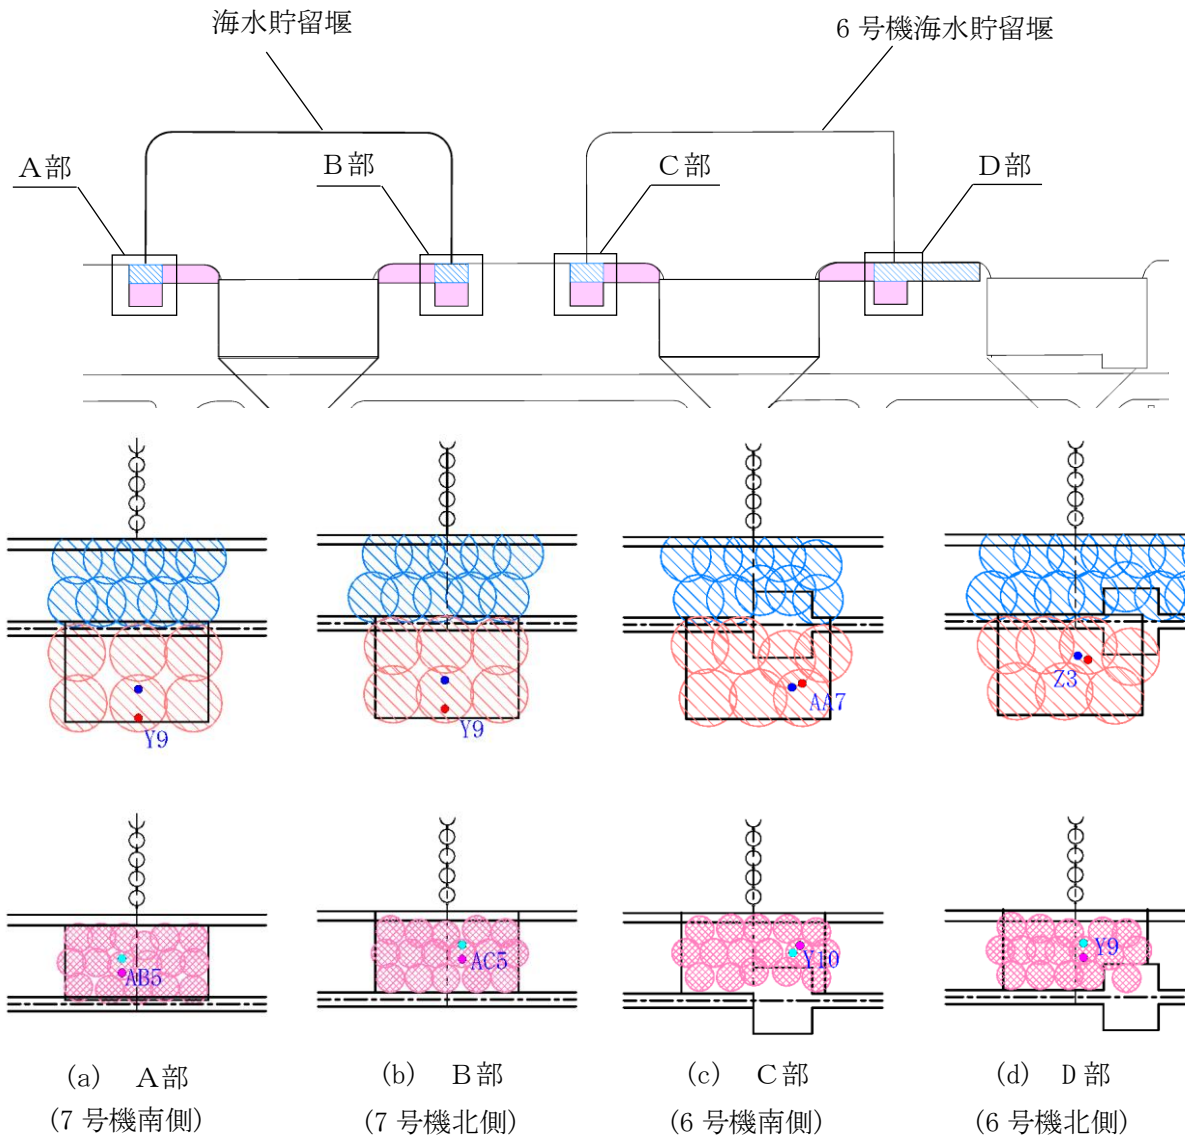 海水貯留堰
6 号機海水貯留堰
A部
B部
C部
D部
Y9
Y9
AA7
Z3
AB5
AC5
Y10
Y9
(a) A部
(7 号機南側)
(b) B部
(7 号機北側)
(c) C部
(6 号機南側)
(d) D部
(6 号機北側)